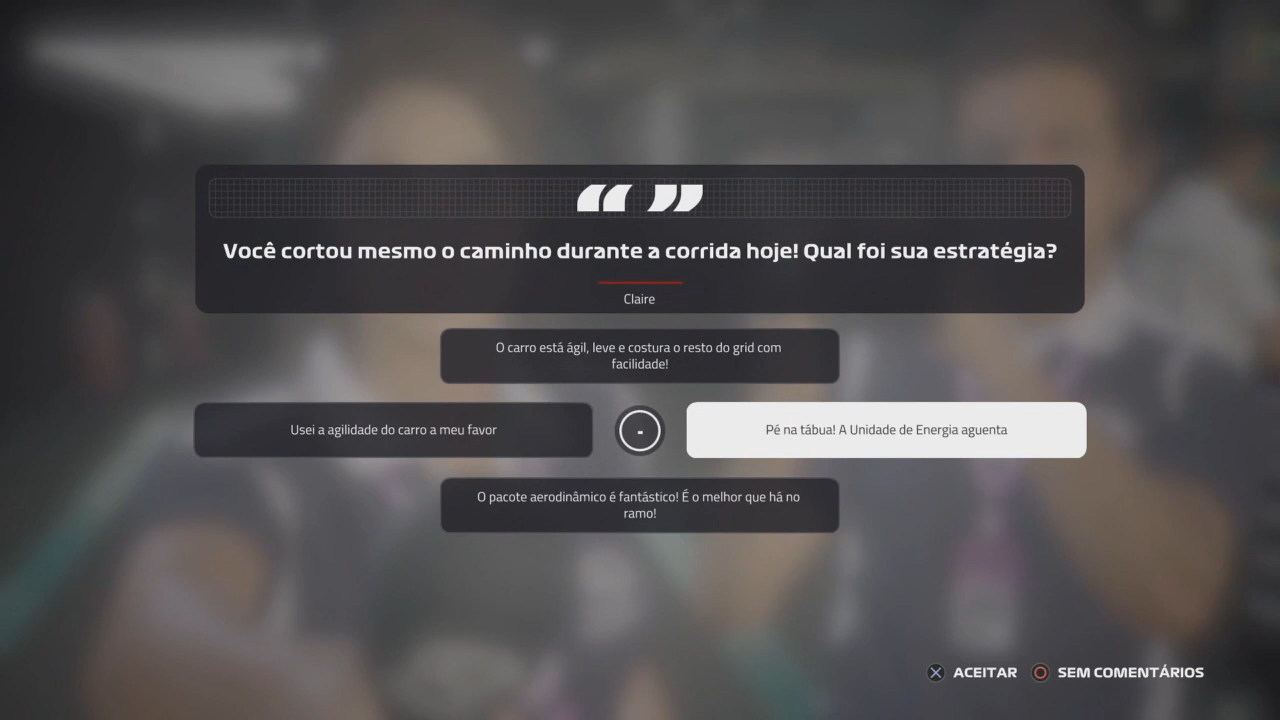 “ ”
Você cortou mesmo o caminho durante a corrida hoje! Qual foi sua estratégia?
Claire
O carro está ágil, leve e costura o resto do grid com
facilidade!
Usei a agilidade do carro a meu favor
-
Pé na tábua! A Unidade de Energia aguenta
O pacote aerodinâmico é fantástico! É o melhor que há no
ramo!
ACEITAR
SEM COMENTÁRIOS